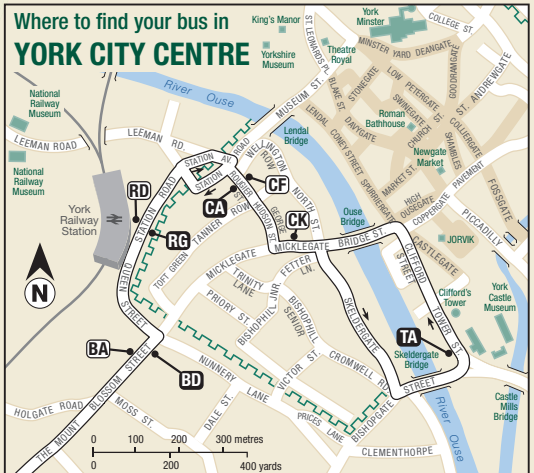 Where to find your bus in
YORK CITY CENTRE
King's Manor
Yorkshire
Museum
Theatre
Royal
York
Minster
COLLEGE ST
ST LEONARDS PL
MINSTER YARD
DEANGATE
GOODRAMGATE
ST. ANDREWGATE
LOW PETERGATE
STONEGATE
BLAKE ST
SWINEGATE
Roman
Bathhouse
CHURCH ST
COLLIERGATE
SHAMBLES
Newgate
Market
DAVYGATE
LENDAL
CONEY STREET
SPURRIERGATE
MARKET ST.
HIGH
OUSEGATE
COPPERGATE
PAVEMENT
FOSSGATE
PICCADILLY
JORVIK
CASTLEGATE
CLIFFORD
STREET
TOWER ST.
Clifford's
Tower
York
Castle
Museum
TA
Skeldergate
Bridge
Castle
Mills
Bridge
River Ouse
River Ouse
MUSEUM ST.
Lendal
Bridge
National
Railway
Museum
LEEMAN ROAD
LEEMAN RD.
National
Railway
Museum
STATION AV.
STATION
ROAD
WELLINGTON
ROW
NORTH ST.
ROUGIER ST.
GEORGE
HUDSON ST.
TANNER ROW
TOFT GREEN
CF
CA
CK
RD
RG
STATION ROAD
York
Railway
Station
QUEEN STREET
N
Ouse
Bridge
MICKLEGATE
BRIDGE ST.
MICKLEGATE
TRINITY
LANE
FETTER
LN.
PRIORY ST.
BISHOPHILL JNR
BISHOPHILL
SENIOR
SKELDERGATE
CROMWELL RD
VICTOR ST.
NUNNERY
LANE
PRICES LANE
BISHOPGATE
STREET
CLEMENTHORPE
DALE ST.
MOSS ST.
BLOSSOM STREET
THE MOUNT
HOLGATE ROAD
BA
BD
0 100 200 300 metres
0 200 400 yards